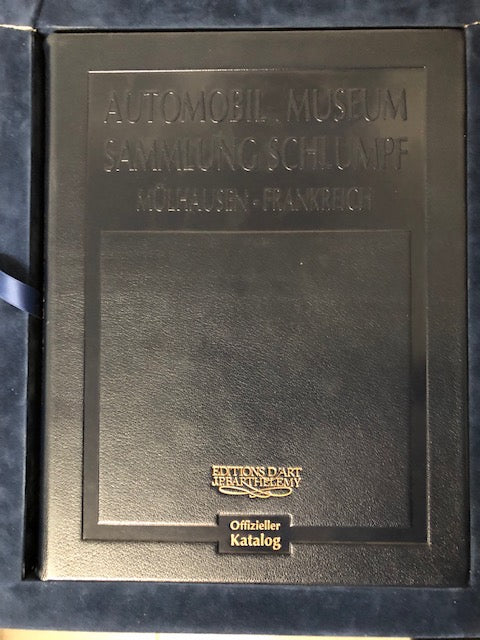 AUTOMOBIL MUSEUM
SAMMLUNG SCHLUMPF
MÜLHAUSEN - FRANKREICH
EDITIONS D'ART
J.P. BARTHELEMY
Offizieller
Katalog